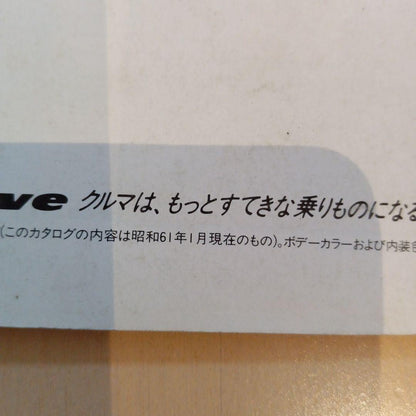 ve クルマは、もっとすてきな乗りものになる
(このカタログの内容は昭和61年1月現在のもの)。ボデーカラーおよび内装